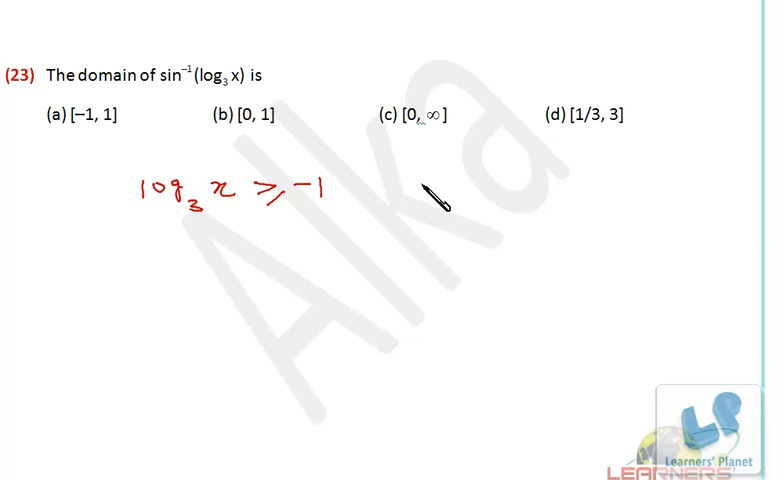 (23) The domain of sin⁻¹ (log₃ x) is
(a) [–1, 1] (b) [0, 1] (c) [0, ∞ ] (d) [1/3, 3]
log₃ x ⩾ −1
Alka
LP
Learners' Planet
LEARNERS'